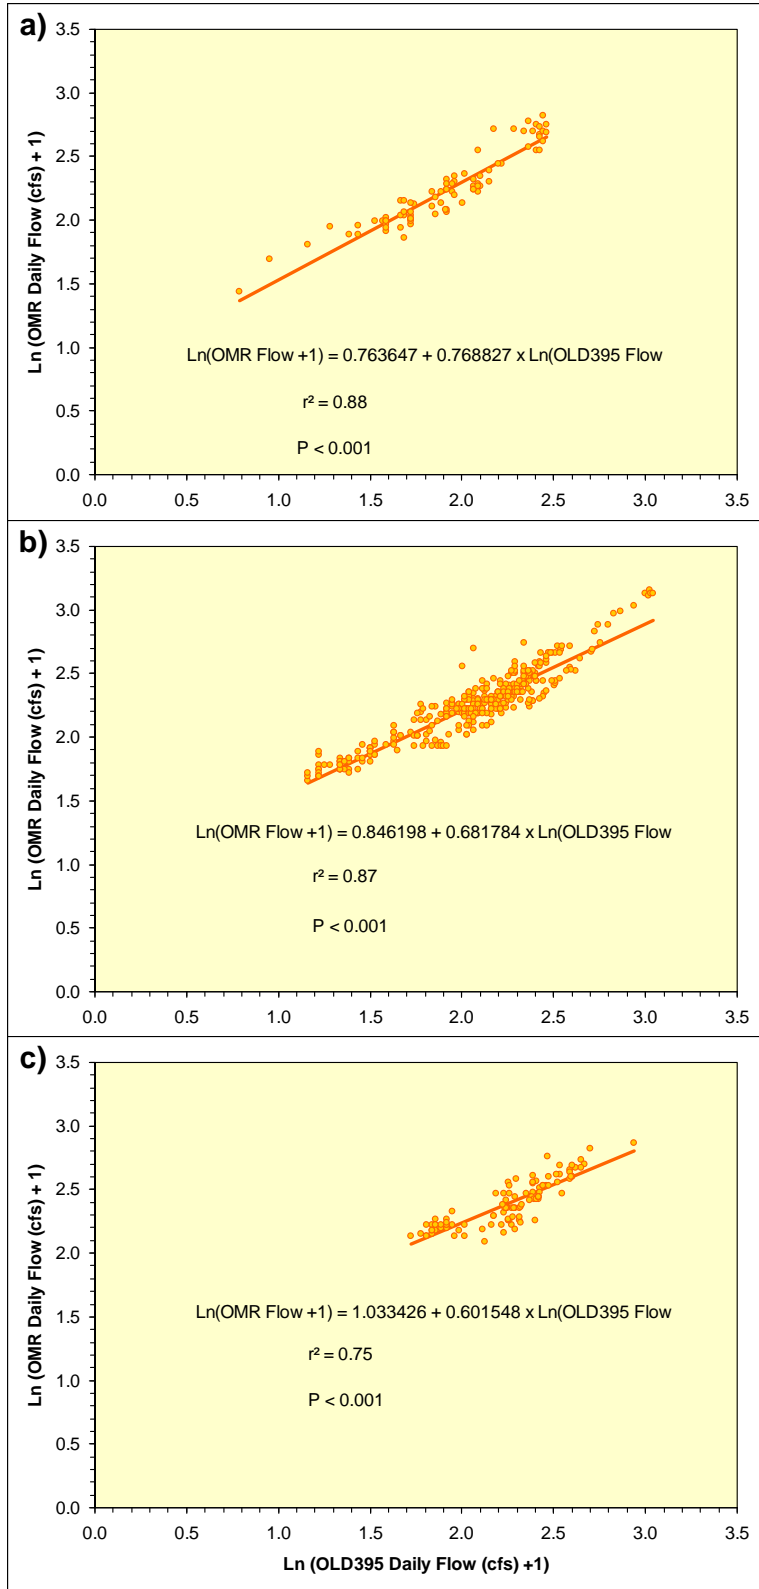 a)
3.5
3.0
2.5
2.0
1.5
1.0
0.5
0.0
Ln (OMR Daily Flow (cfs) + 1)
Ln(OMR Flow +1) = 0.763647 + 0.768827 x Ln(OLD395 Flow
r² = 0.88
P < 0.001
0.0 0.5 1.0 1.5 2.0 2.5 3.0 3.5
b)
3.5
3.0
2.5
2.0
1.5
1.0
0.5
0.0
Ln (OMR Daily Flow (cfs) + 1)
Ln(OMR Flow +1) = 0.846198 + 0.681784 x Ln(OLD395 Flow
r² = 0.87
P < 0.001
0.0 0.5 1.0 1.5 2.0 2.5 3.0 3.5
c)
3.5
3.0
2.5
2.0
1.5
1.0
0.5
0.0
Ln (OMR Daily Flow (cfs) + 1)
Ln(OMR Flow +1) = 1.033426 + 0.601548 x Ln(OLD395 Flow
r² = 0.75
P < 0.001
0.0 0.5 1.0 1.5 2.0 2.5 3.0 3.5
Ln (OLD395 Daily Flow (cfs) +1)